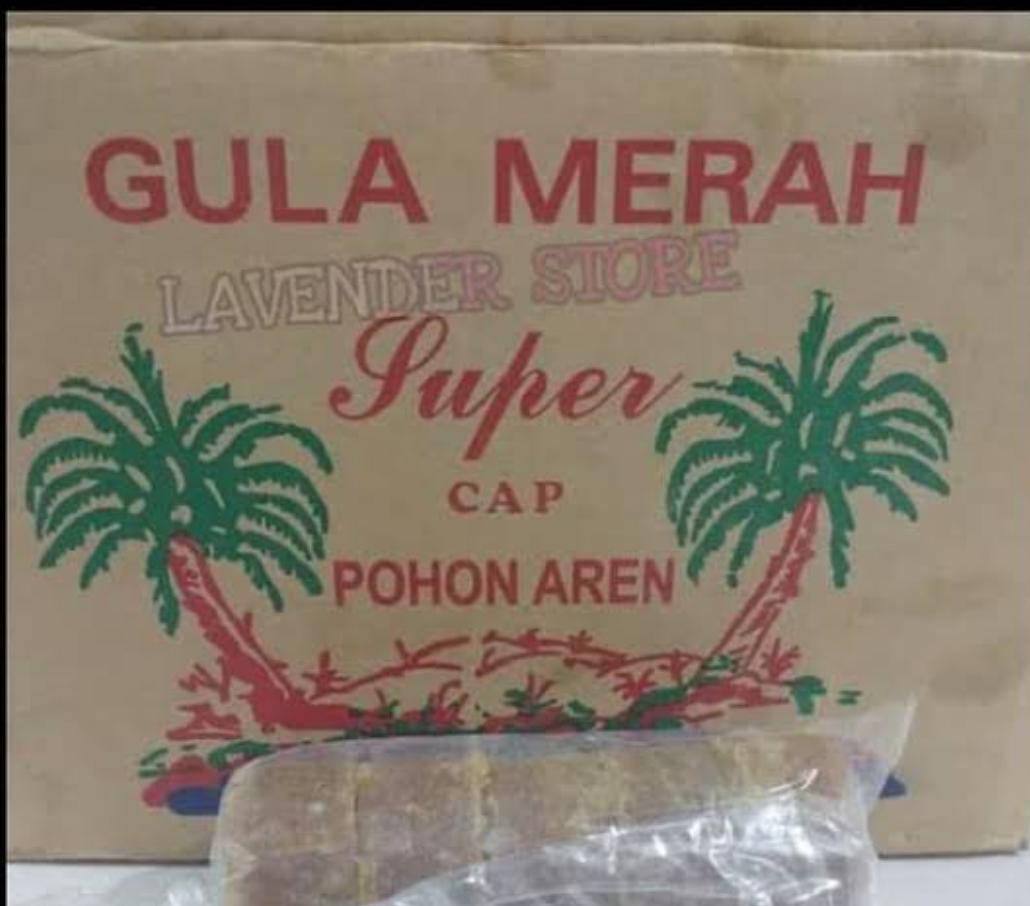 GULA MERAH
LAVENDER STORE
Super
CAP
POHON AREN